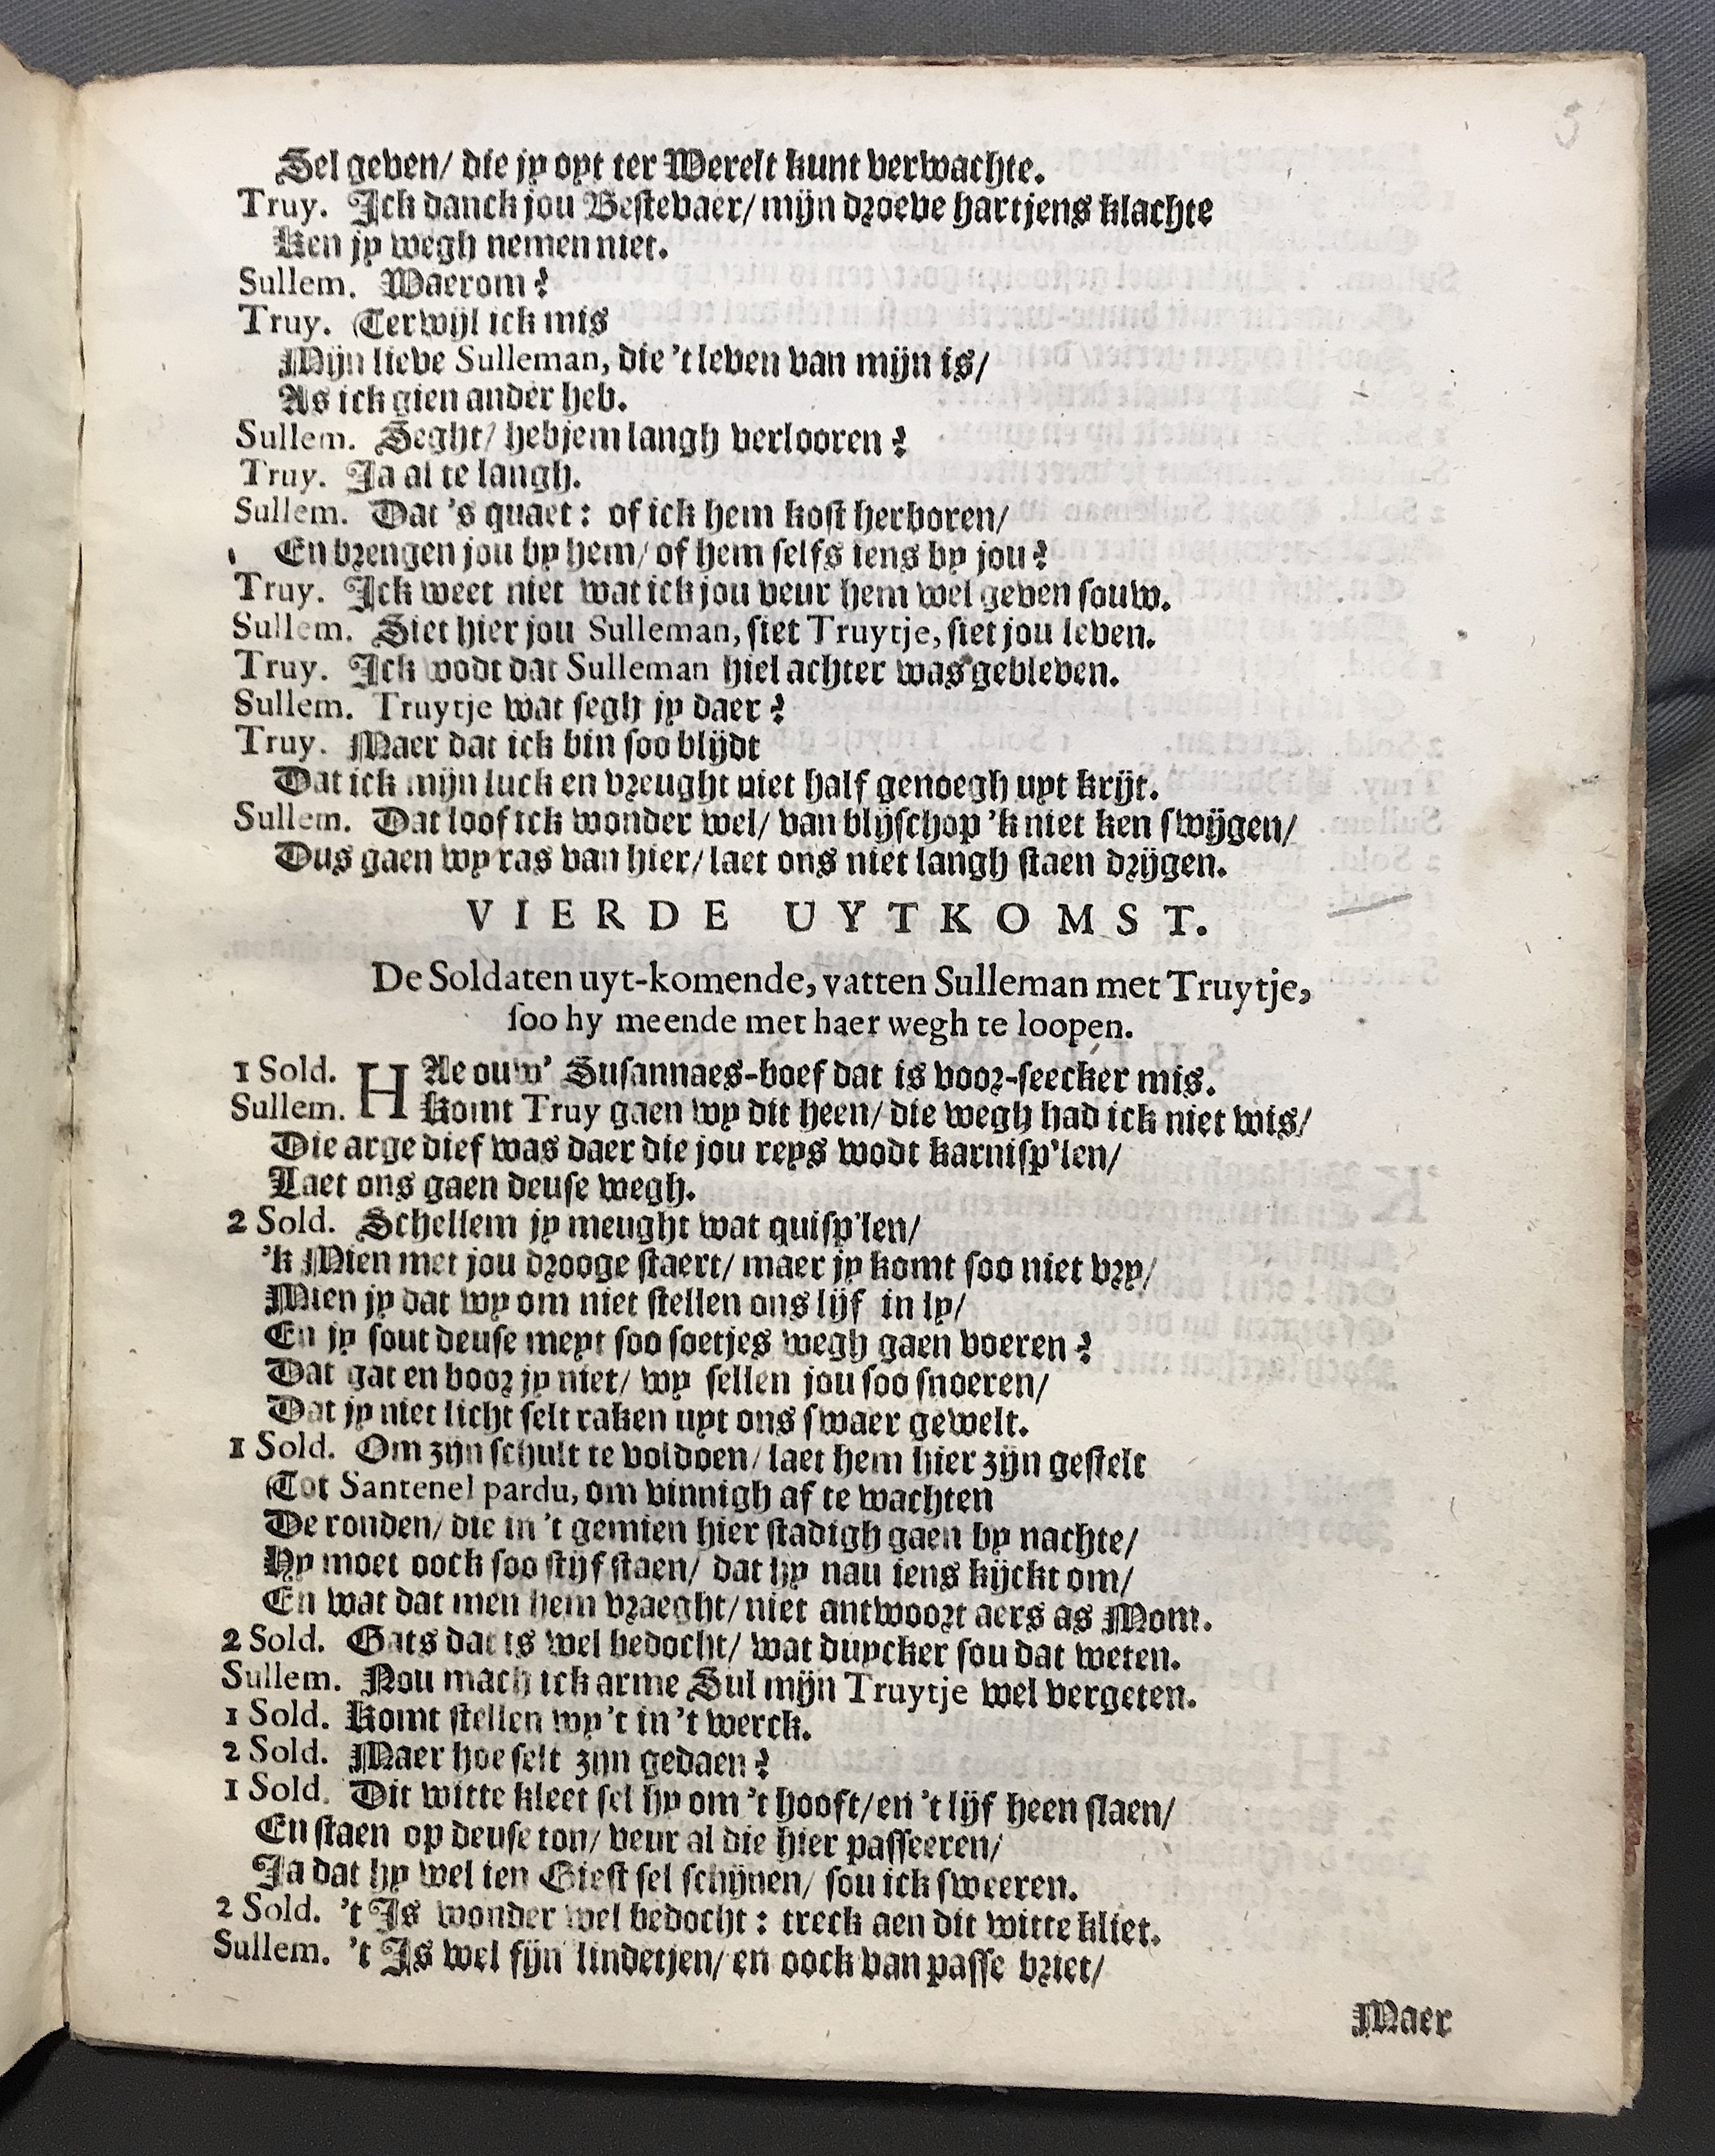 5
Sel geven/ die jy oyt ter Werelt kunt verwachte.
Truy. Ick danck jou Bestevaer/ mijn droeve hartjens klachte
Ken jy wegh nemen niet.
Sullem. Waerom?
Truy. Terwijl ick mis
Mijn lieve Sulleman, die 't leven van mijn is/
As ick gien ander heb.
Sullem. Seght/ hebjem langh verlooren?
Truy. Ja al te langh.
Sullem. Dat 's quaet: of ick hem kost herboren/
En brengen jou by hem/ of hem selfs iens by jou?
Truy. Ick weet niet wat ick jou veur hem wel geven souw.
Sullem. Siet hier jou Sulleman, siet Truytje, siet jou leven.
Truy. Ick wodt dat Sulleman hiel achter was gebleven.
Sullem. Truytje wat segh jy daer?
Truy. Maer dat ick bin soo blijdt
Dat ick mijn luck en vreught niet half genoegh uyt krijt.
Sullem. Dat loof ick wonder wel/ van blijschop 'k niet ken swijgen/
Dus gaen wy ras van hier/ laet ons niet langh staen drijgen.
VIERDE UYTKOMST.
De Soldaten uyt-komende, vatten Sulleman met Truytje,
soo hy meende met haer wegh te loopen.
1 Sold. HAe ouw' Susannaes-boef dat is voor-seecker mis.
Sullem. Komt Truy gaen wy dit heen/ die wegh had ick niet wis/
Die arge dief was daer die jou reys wodt karnisp'len/
Laet ons gaen deuse wegh.
2 Sold. Schellem jy meught wat quisp'len/
'k Mien met jou drooge staert/ maer jy komt soo niet vry/
Mien jy dat wy om niet stellen ons lijf in ly/
En jy sout deuse meyt soo soetjes wegh gaen voeren?
Dat gat en boor jy niet/ wy sellen jou soo snoeren/
Dat jy niet licht selt raken uyt ons swaer gewelt.
1 Sold. Om zijn schult te voldoen/ laet hem hier zijn gestelt
Tot Santenel pardu, om vinnigh af te wachten
De ronden/ die in 't gemien hier stadigh gaen by nachte/
Hy moet oock soo stijf staen/ dat hy nau iens kijckt om/
En wat dat men hem vraeght/ niet antwoort aers as Mom.
2 Sold. Gats dat is wel bedocht/ wat duycker sou dat weten.
Sullem. Nou mach ick arme Sul mijn Truytje wel vergeten.
1 Sold. Komt stellen wy 't in 't werck.
2 Sold. Maer hoe selt zijn gedaen?
1 Sold. Dit witte kleet sel hy om 't hooft/ en 't lijf heen slaen/
En staen op deuse ton/ veur al die hier passeeren/
Ja dat hy wel ien Giest sel schijnen/ sou ick sweeren.
2 Sold. 't Is wonder wel bedocht: treck aen dit witte kliet.
Sullem. 't Is wel fijn lindetjen/ en oock van passe briet/
Maer